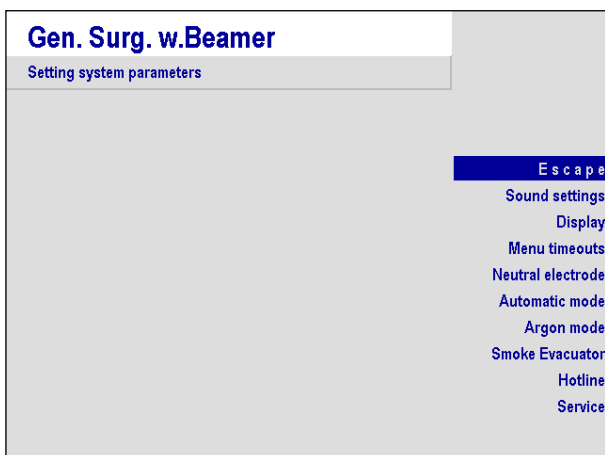 Gen. Surg. w.Beamer
Setting system parameters
Escape
Sound settings
Display
Menu timeouts
Neutral electrode
Automatic mode
Argon mode
Smoke Evacuator
Hotline
Service